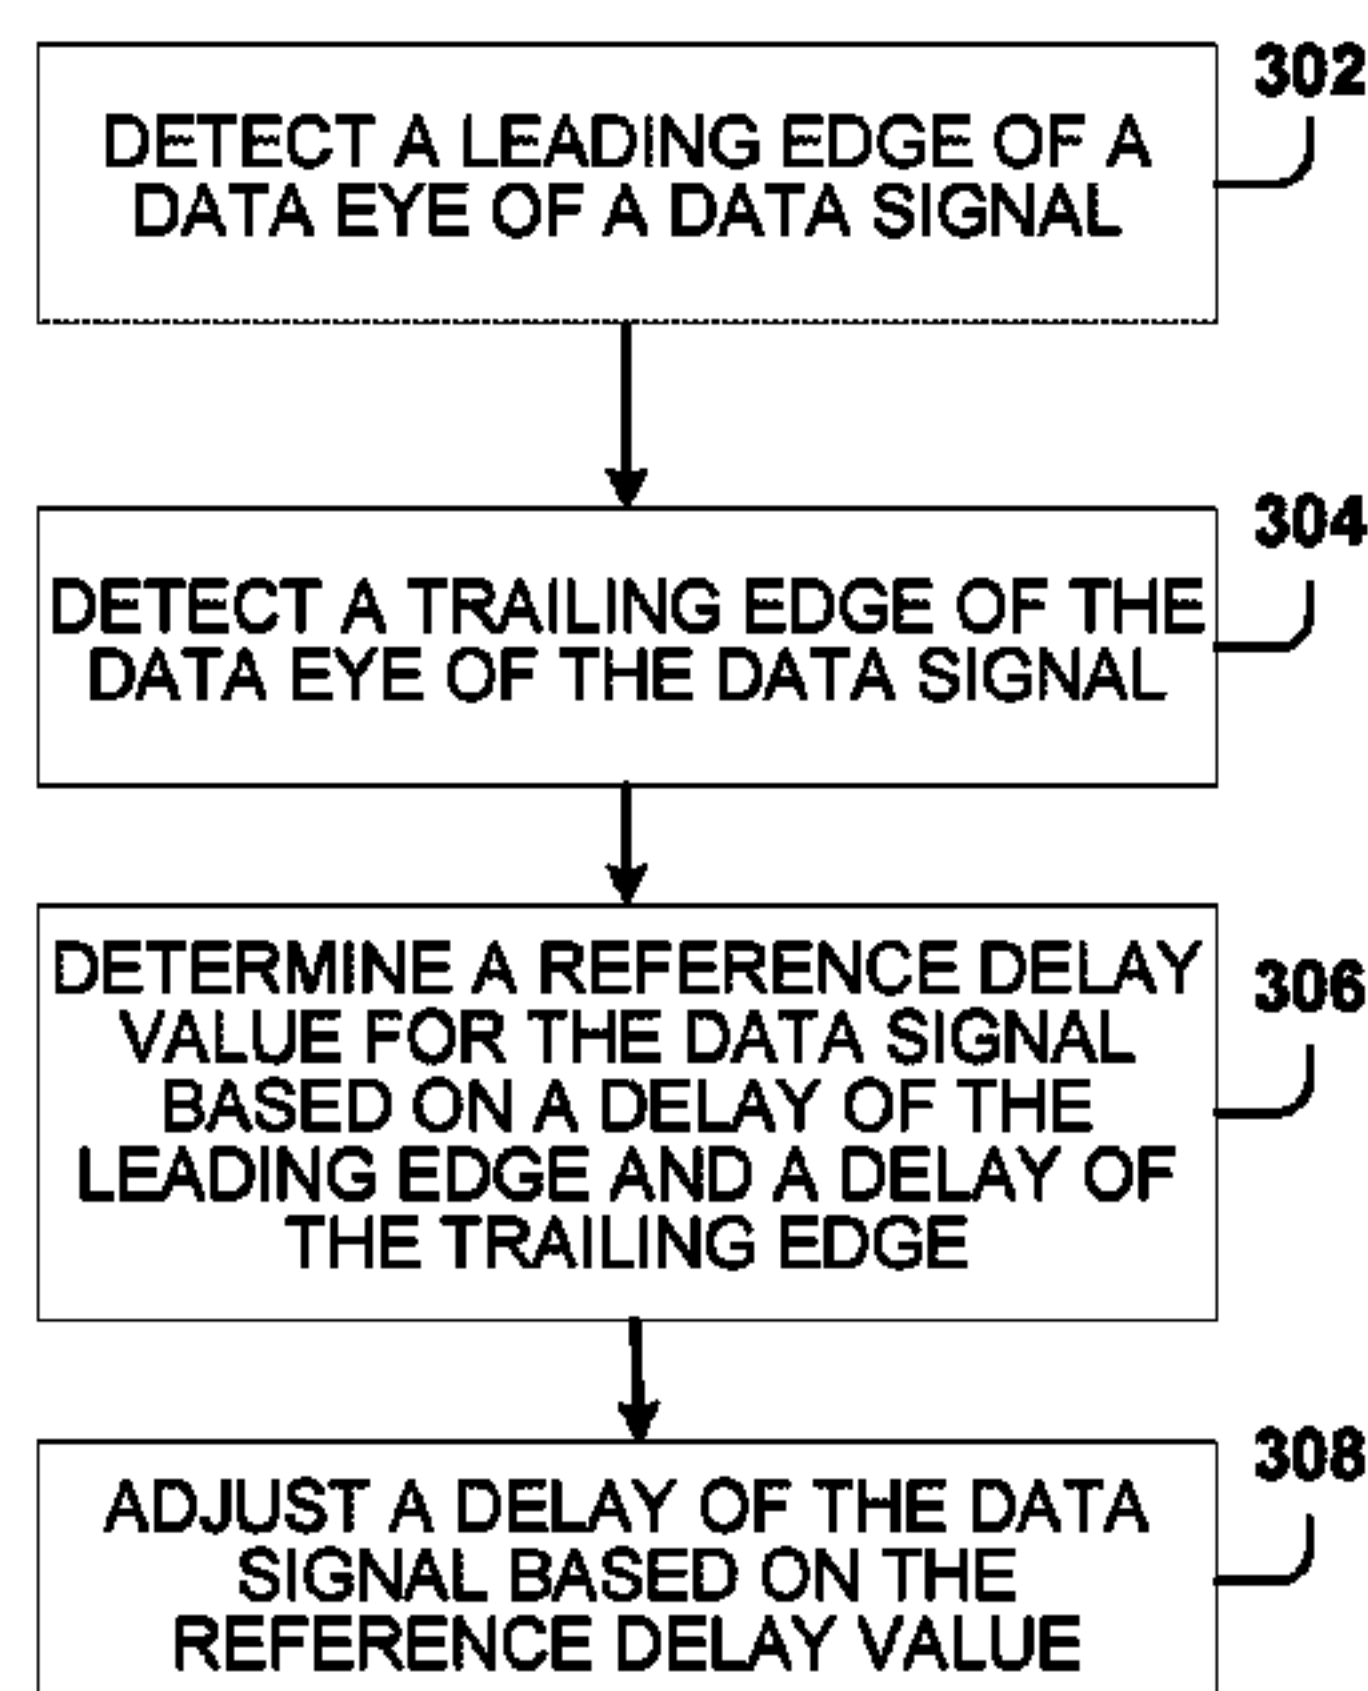 302
DETECT A LEADING EDGE OF A
DATA EYE OF A DATA SIGNAL
304
DETECT A TRAILING EDGE OF THE
DATA EYE OF THE DATA SIGNAL
306
DETERMINE A REFERENCE DELAY
VALUE FOR THE DATA SIGNAL
BASED ON A DELAY OF THE
LEADING EDGE AND A DELAY OF
THE TRAILING EDGE
308
ADJUST A DELAY OF THE DATA
SIGNAL BASED ON THE
REFERENCE DELAY VALUE